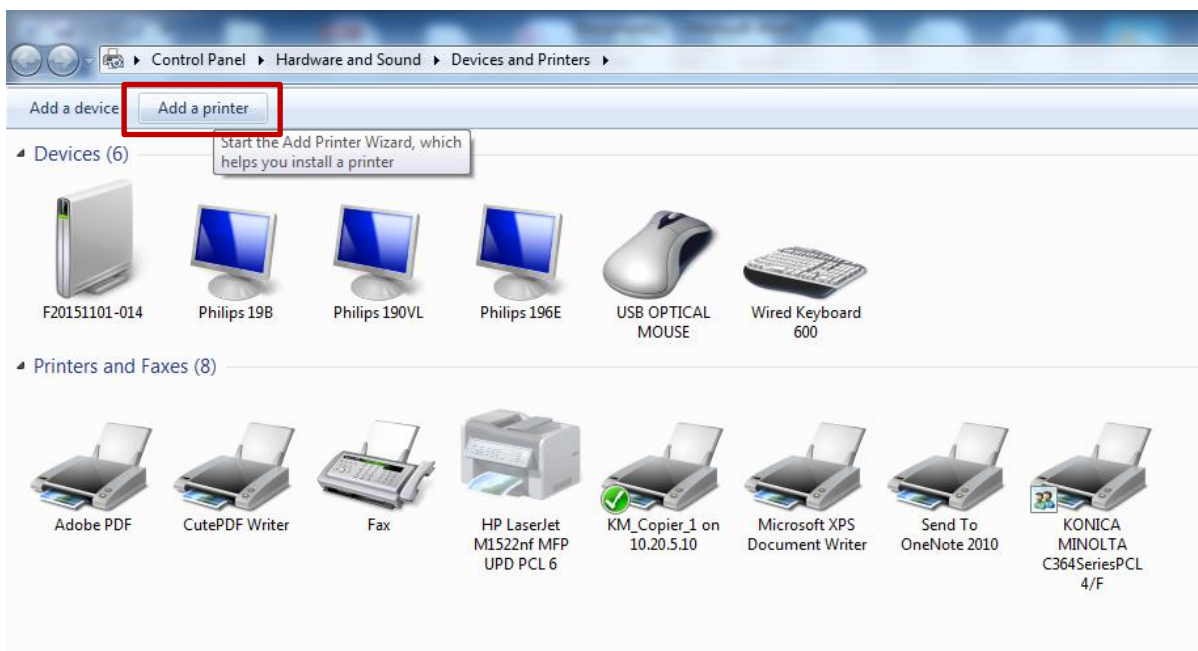 Control Panel ▸ Hardware and Sound ▸ Devices and Printers ▸
Add a device
Add a printer
Start the Add Printer Wizard, which
helps you install a printer
Devices (6)
F20151101-014
Philips 19B
Philips 190VL
Philips 196E
USB OPTICAL
MOUSE
Wired Keyboard
600
Printers and Faxes (8)
Adobe PDF
CutePDF Writer
Fax
HP LaserJet
M1522nf MFP
UPD PCL 6
KM_Copier_1 on
10.20.5.10
Microsoft XPS
Document Writer
Send To
OneNote 2010
KONICA
MINOLTA
C364SeriesPCL
4/F